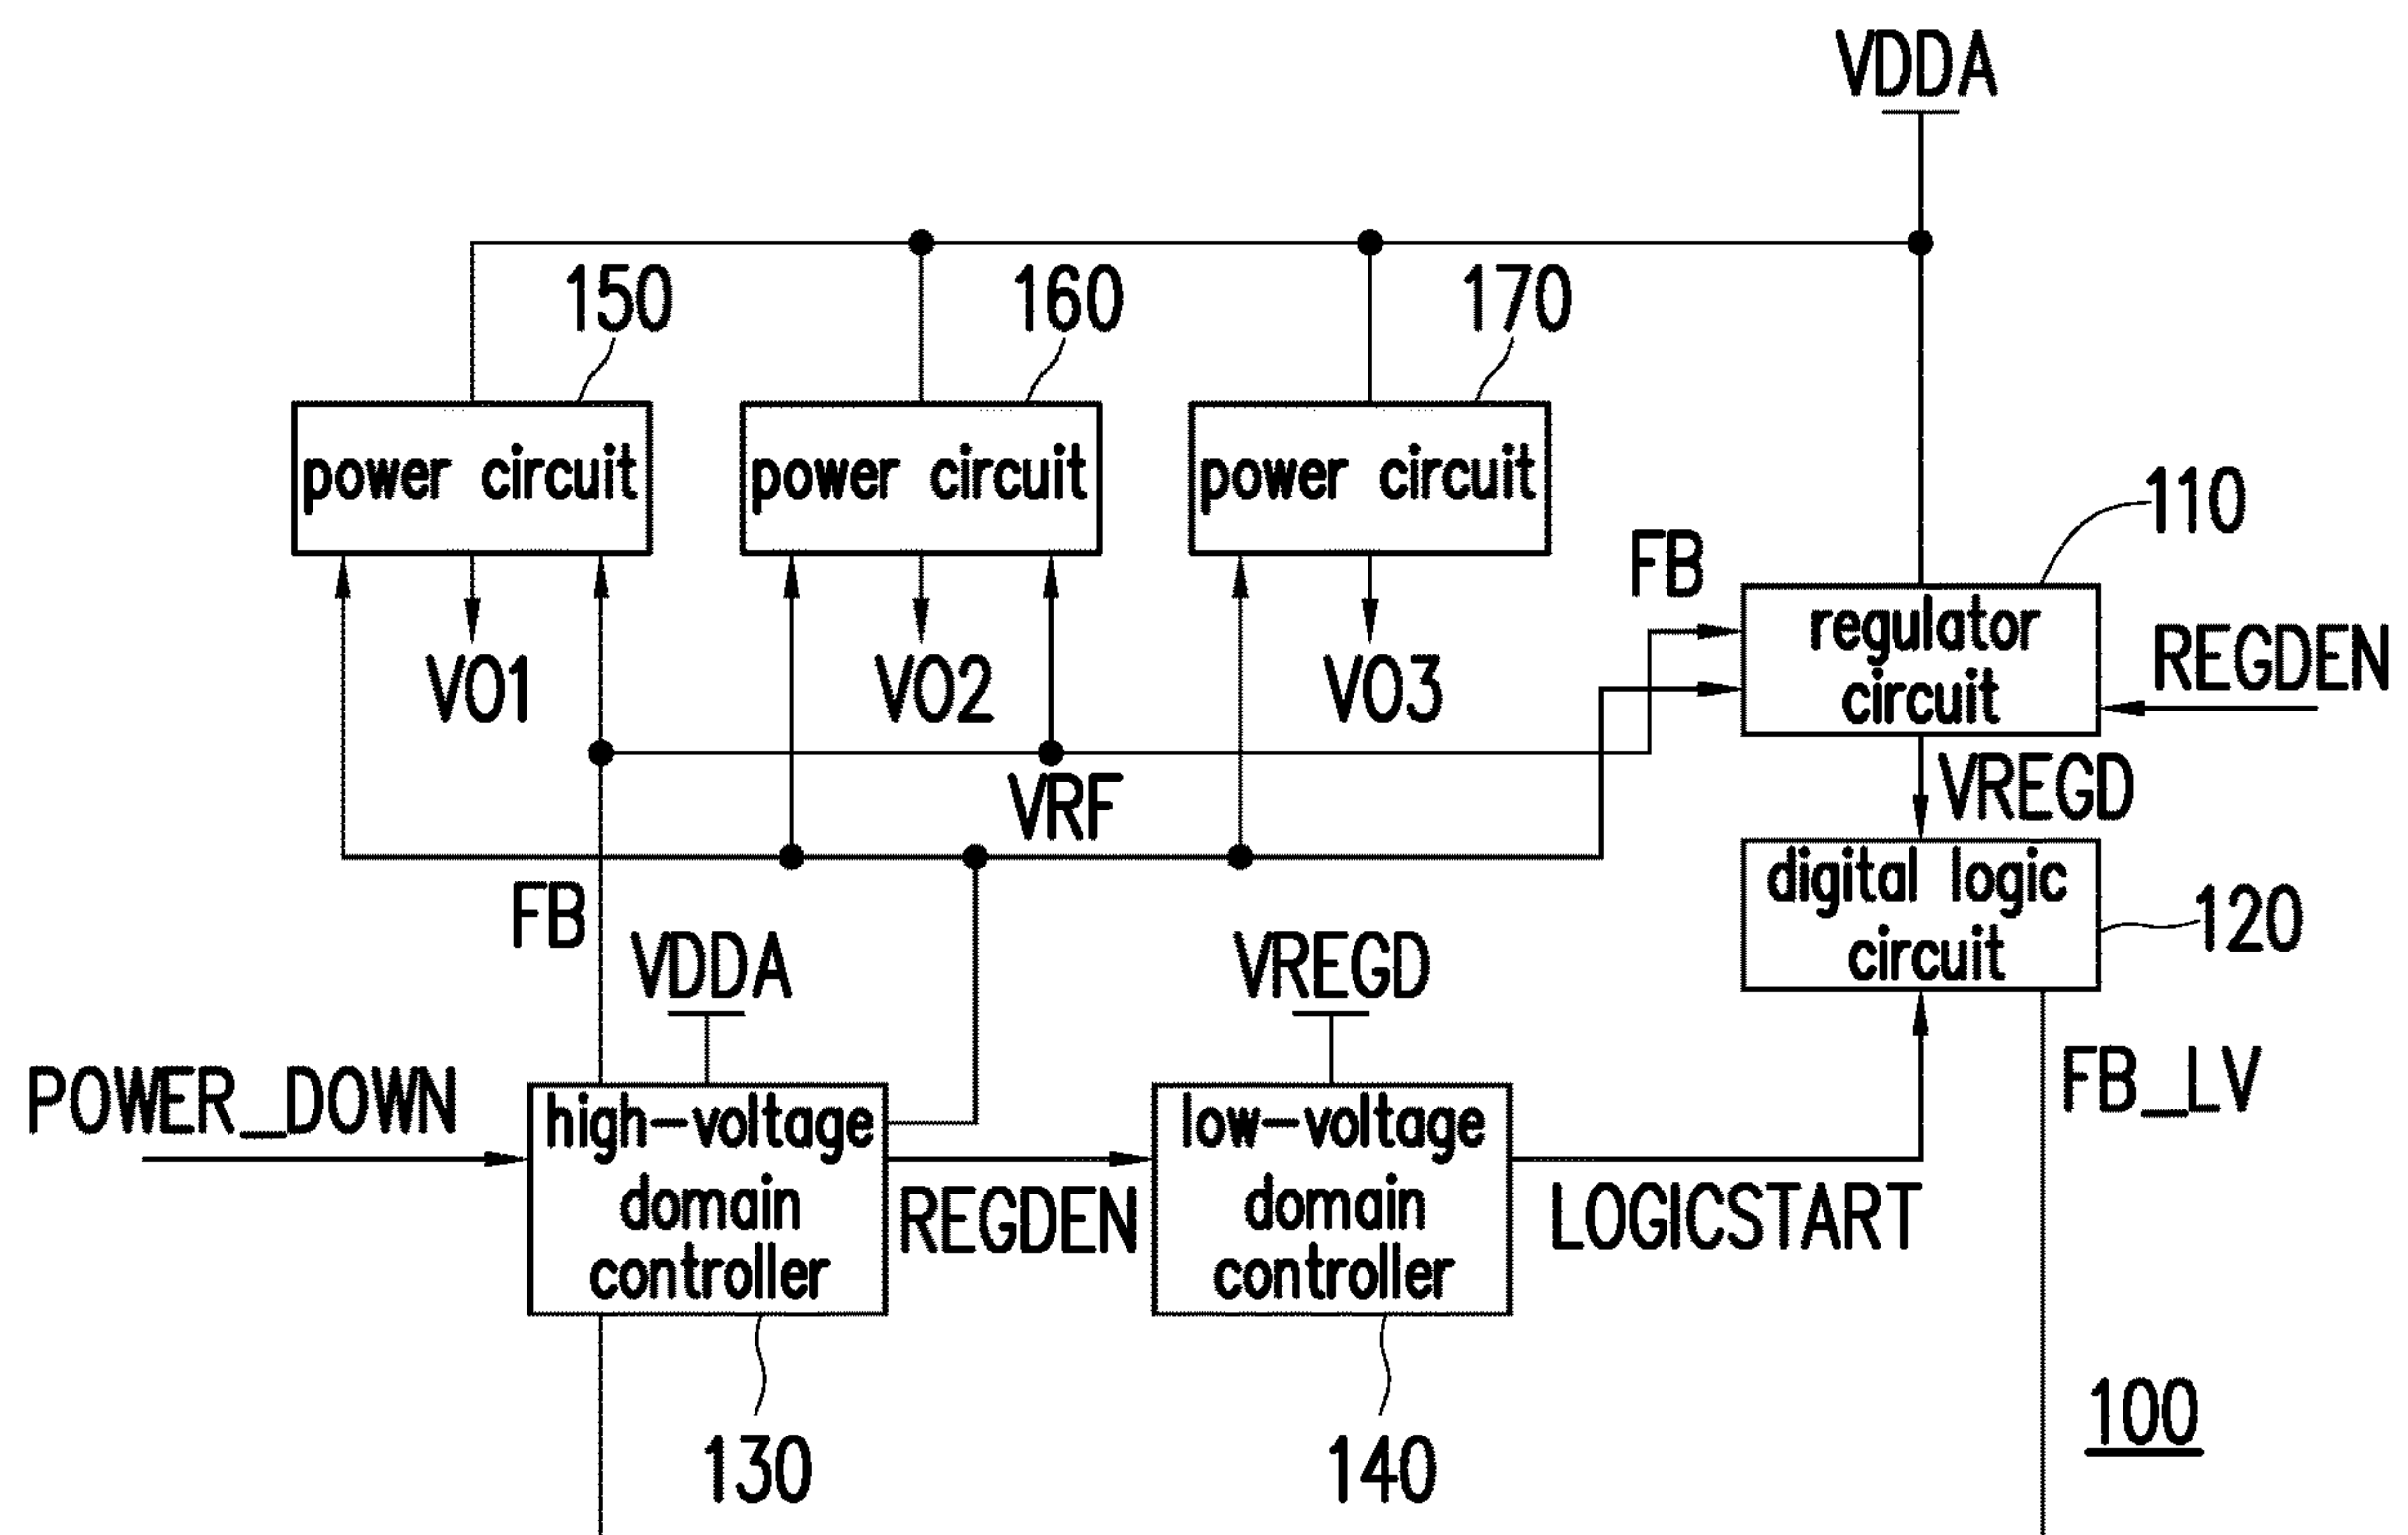 VDDA
150
160
170
power circuit
power circuit
power circuit
110
FB
regulator
circuit
REGDEN
VO1
VO2
VO3
VREGD
VRF
digital logic
circuit
120
FB
VDDA
VREGD
POWER_DOWN
high-voltage
domain
controller
REGDEN
low-voltage
domain
controller
LOGICSTART
FB_LV
130
140
100